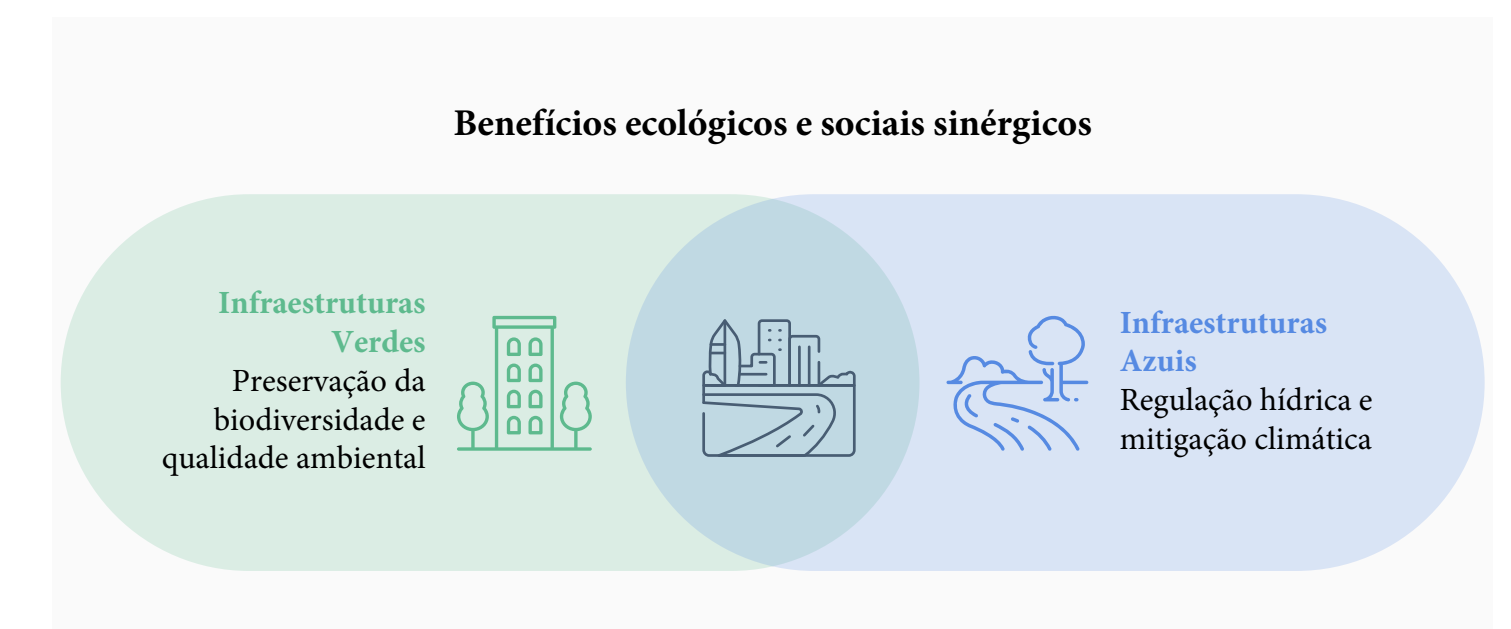 Benefícios ecológicos e sociais sinérgicos
Infraestruturas
Verdes
Preservação da
biodiversidade e
qualidade ambiental
Infraestruturas
Azuis
Regulação hídrica e
mitigação climática